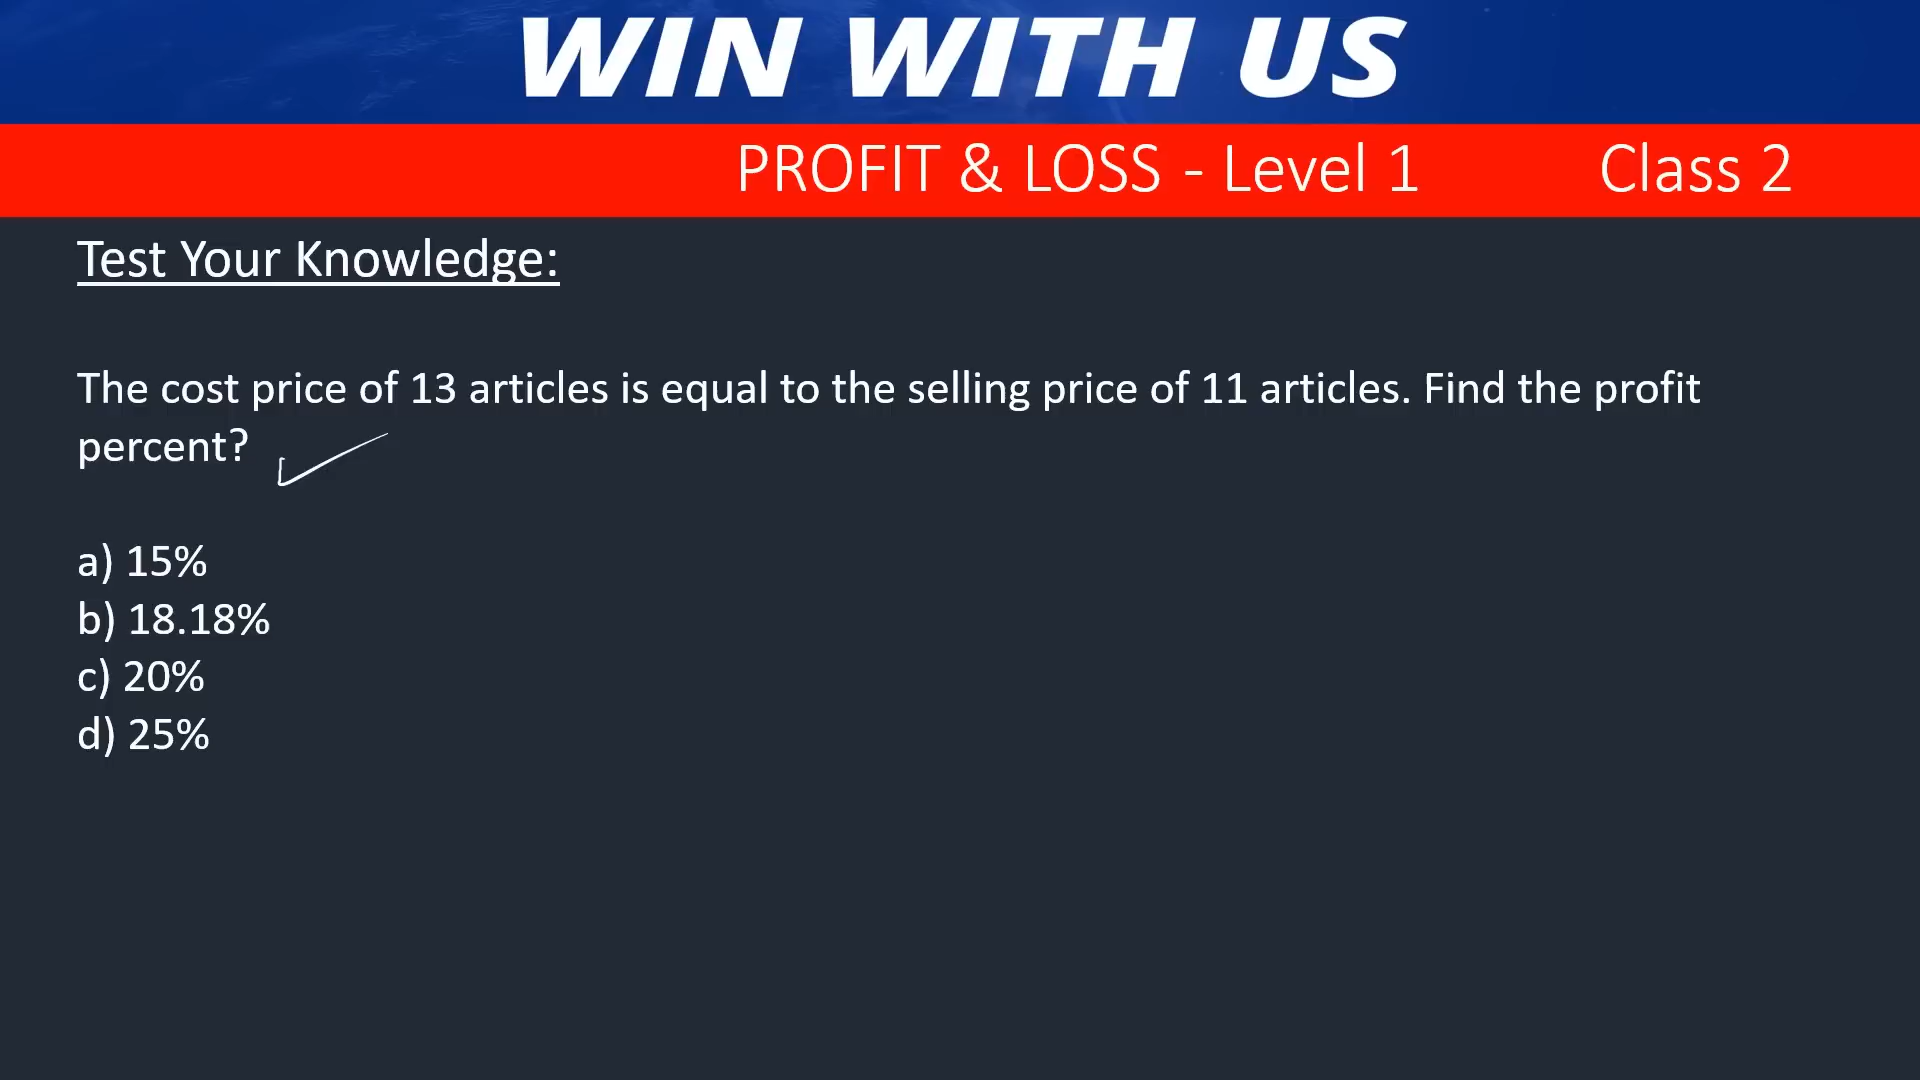 WIN WITH US
PROFIT & LOSS - Level 1 Class 2
Test Your Knowledge:
The cost price of 13 articles is equal to the selling price of 11 articles. Find the profit
percent?
a) 15%
b) 18.18%
c) 20%
d) 25%